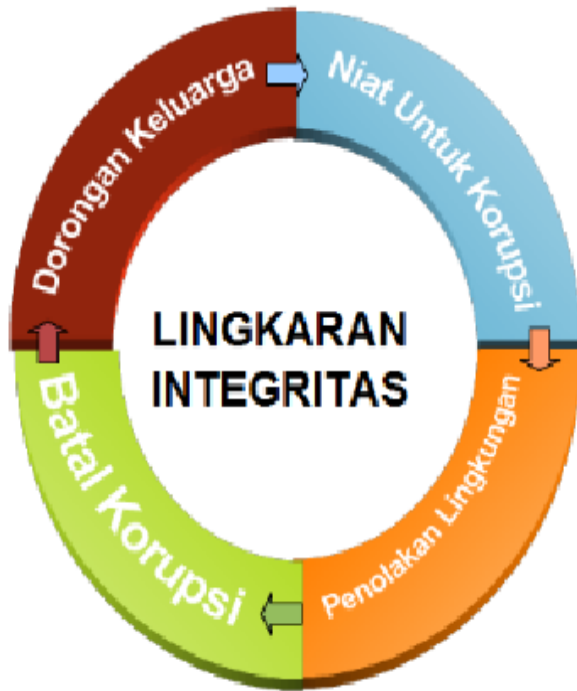 Dorongan Keluarga
Niat Untuk Korupsi
LINGKARAN
INTEGRITAS
Batal Korupsi
Penolakan Lingkungan